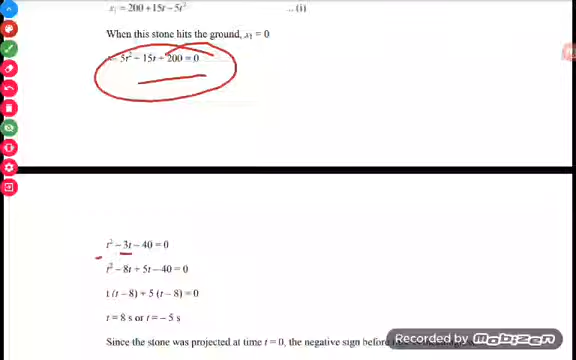 x₁ = 200 + 15t − 5t² ... (i)
When this stone hits the ground, x₁ = 0
− 5t² − 15t + 200 = 0
t² − 3t − 40 = 0
t² − 8t + 5t − 40 = 0
t (t − 8) + 5 (t − 8) = 0
t = 8 s or t = − 5 s
Since the stone was projected at time t = 0, the negative sign before
Recorded by mobizen